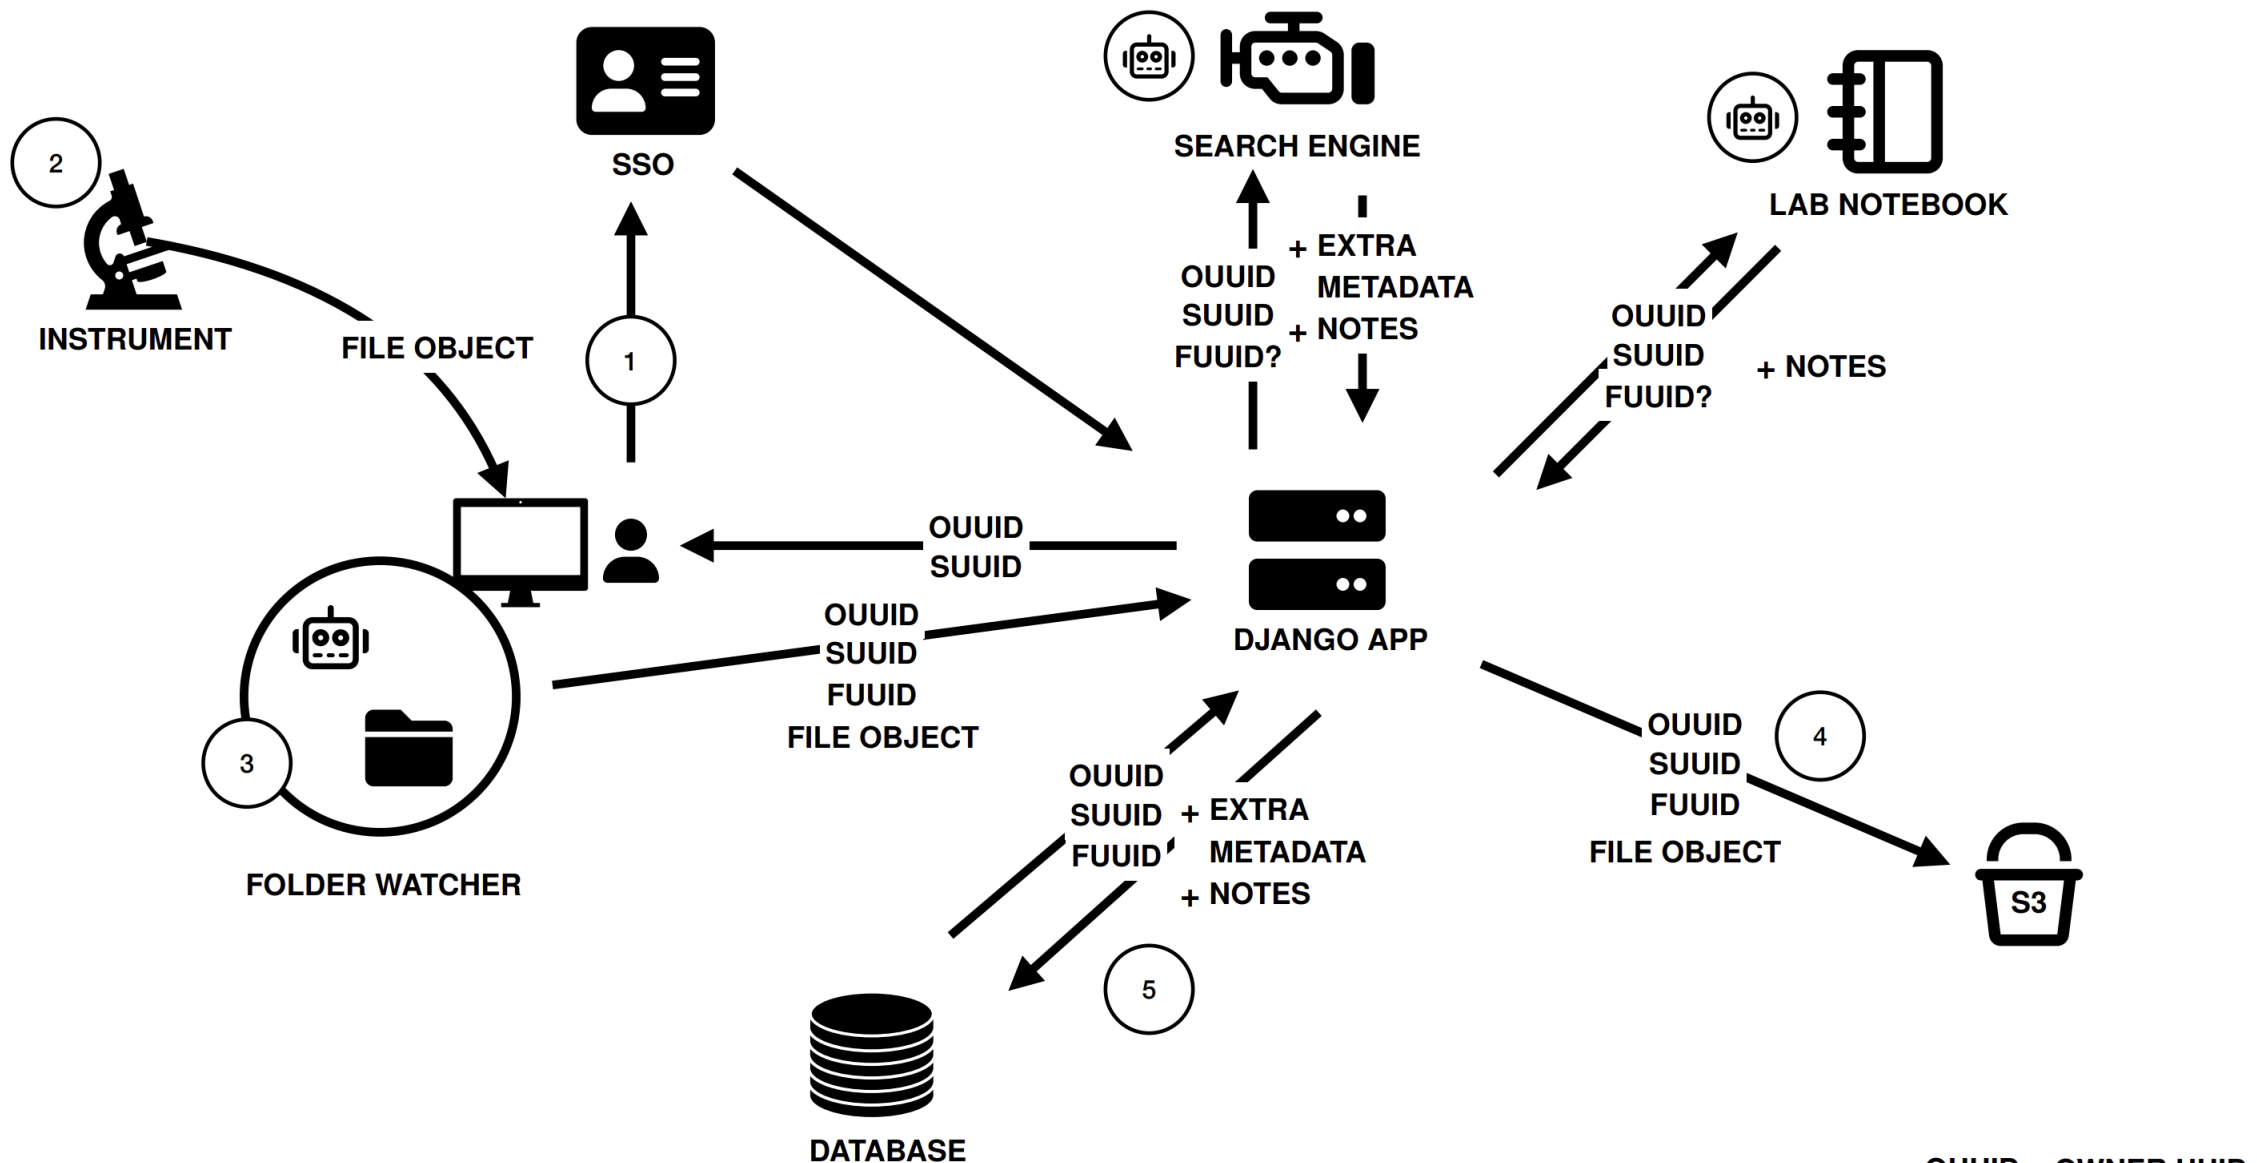 SSO
SEARCH ENGINE
LAB NOTEBOOK
2
INSTRUMENT
FILE OBJECT
1
OUUID
SUUID
FUUID?
+ EXTRA
METADATA
+ NOTES
OUUID
SUUID
FUUID?
+ NOTES
OUUID
SUUID
DJANGO APP
OUUID
SUUID
FUUID
FILE OBJECT
3
FOLDER WATCHER
OUUID
SUUID
FUUID
+ EXTRA
METADATA
+ NOTES
5
OUUID
SUUID
FUUID
FILE OBJECT
4
S3
DATABASE